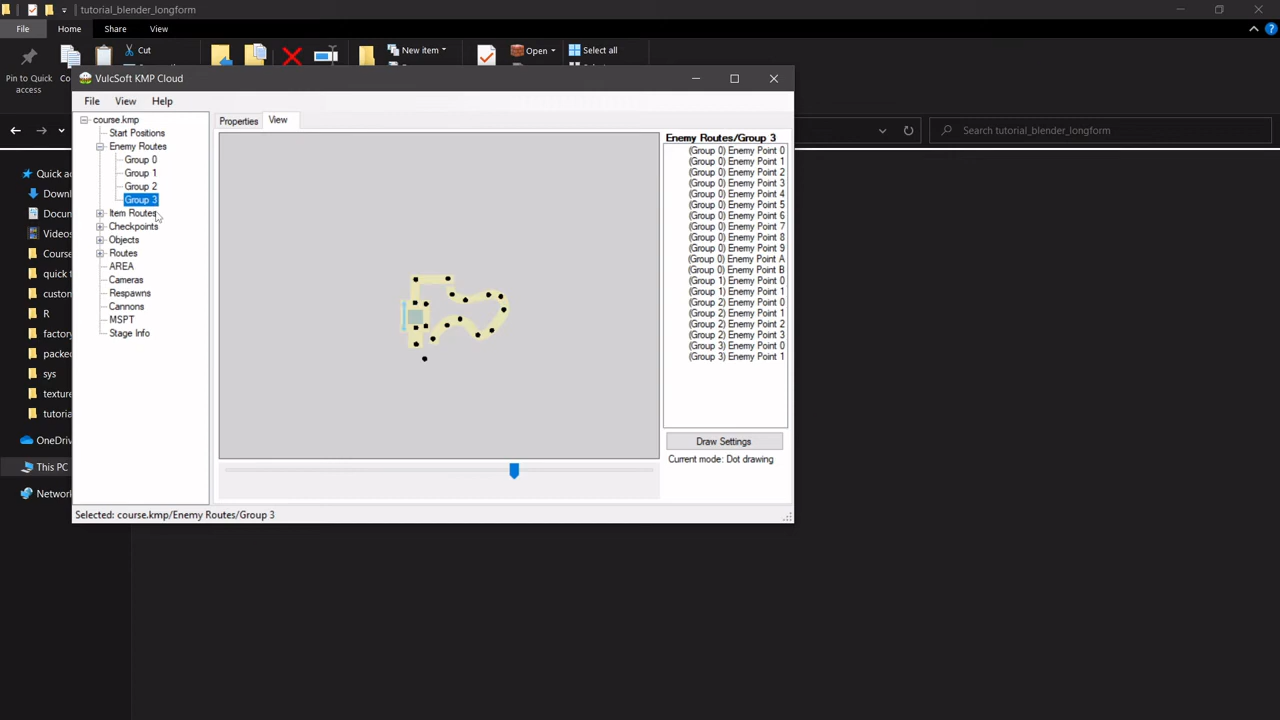 tutorial_blender_longform
File
Home
Share
View
Pin to Quick
access
Cut
New item
Open
Select all
VulcSoft KMP Cloud
File
View
Help
Search tutorial_blender_longform
Quick
Downl
Docum
Videos
Course
quick t
custom
R
factory
packed
sys
texture
tutoria
OneDriv
This PC
Network
course.kmp
Start Positions
Enemy Routes
Group 0
Group 1
Group 2
Group 3
Item Routes
Checkpoints
Objects
Routes
AREA
Cameras
Respawns
Cannons
MSPT
Stage Info
Properties
View
Enemy Routes/Group 3
(Group 0) Enemy Point 0
(Group 0) Enemy Point 1
(Group 0) Enemy Point 2
(Group 0) Enemy Point 3
(Group 0) Enemy Point 4
(Group 0) Enemy Point 5
(Group 0) Enemy Point 6
(Group 0) Enemy Point 7
(Group 0) Enemy Point 8
(Group 0) Enemy Point 9
(Group 0) Enemy Point A
(Group 0) Enemy Point B
(Group 1) Enemy Point 0
(Group 1) Enemy Point 1
(Group 2) Enemy Point 0
(Group 2) Enemy Point 1
(Group 2) Enemy Point 2
(Group 2) Enemy Point 3
(Group 3) Enemy Point 0
(Group 3) Enemy Point 1
Draw Settings
Current mode: Dot drawing
Selected: course.kmp/Enemy Routes/Group 3